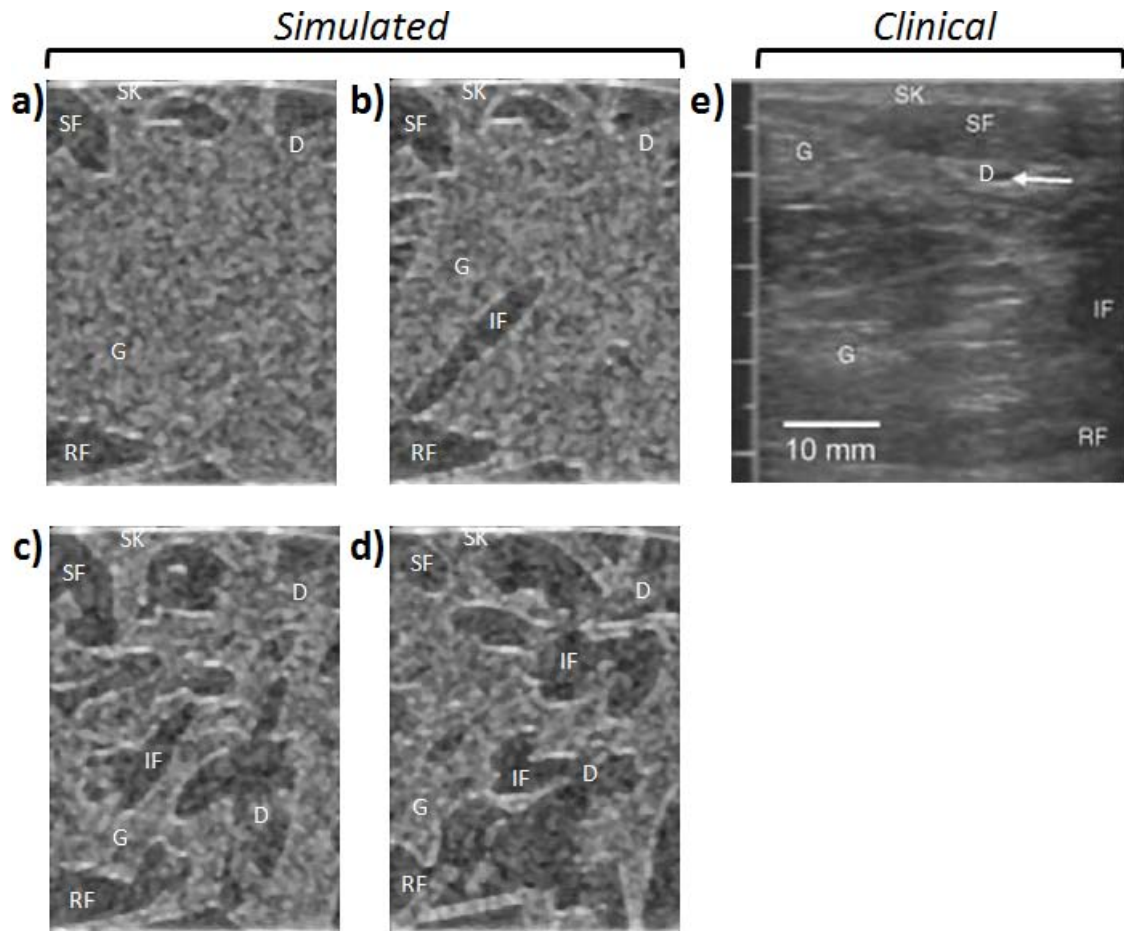 Simulated
Clinical
a)
SK
SF
D
G
RF
b)
SK
SF
D
G
IF
RF
e)
SK
SF
G
D
IF
G
RF
10 mm
c)
SK
SF
D
IF
D
G
RF
d)
SK
SF
D
IF
IF
D
G
RF